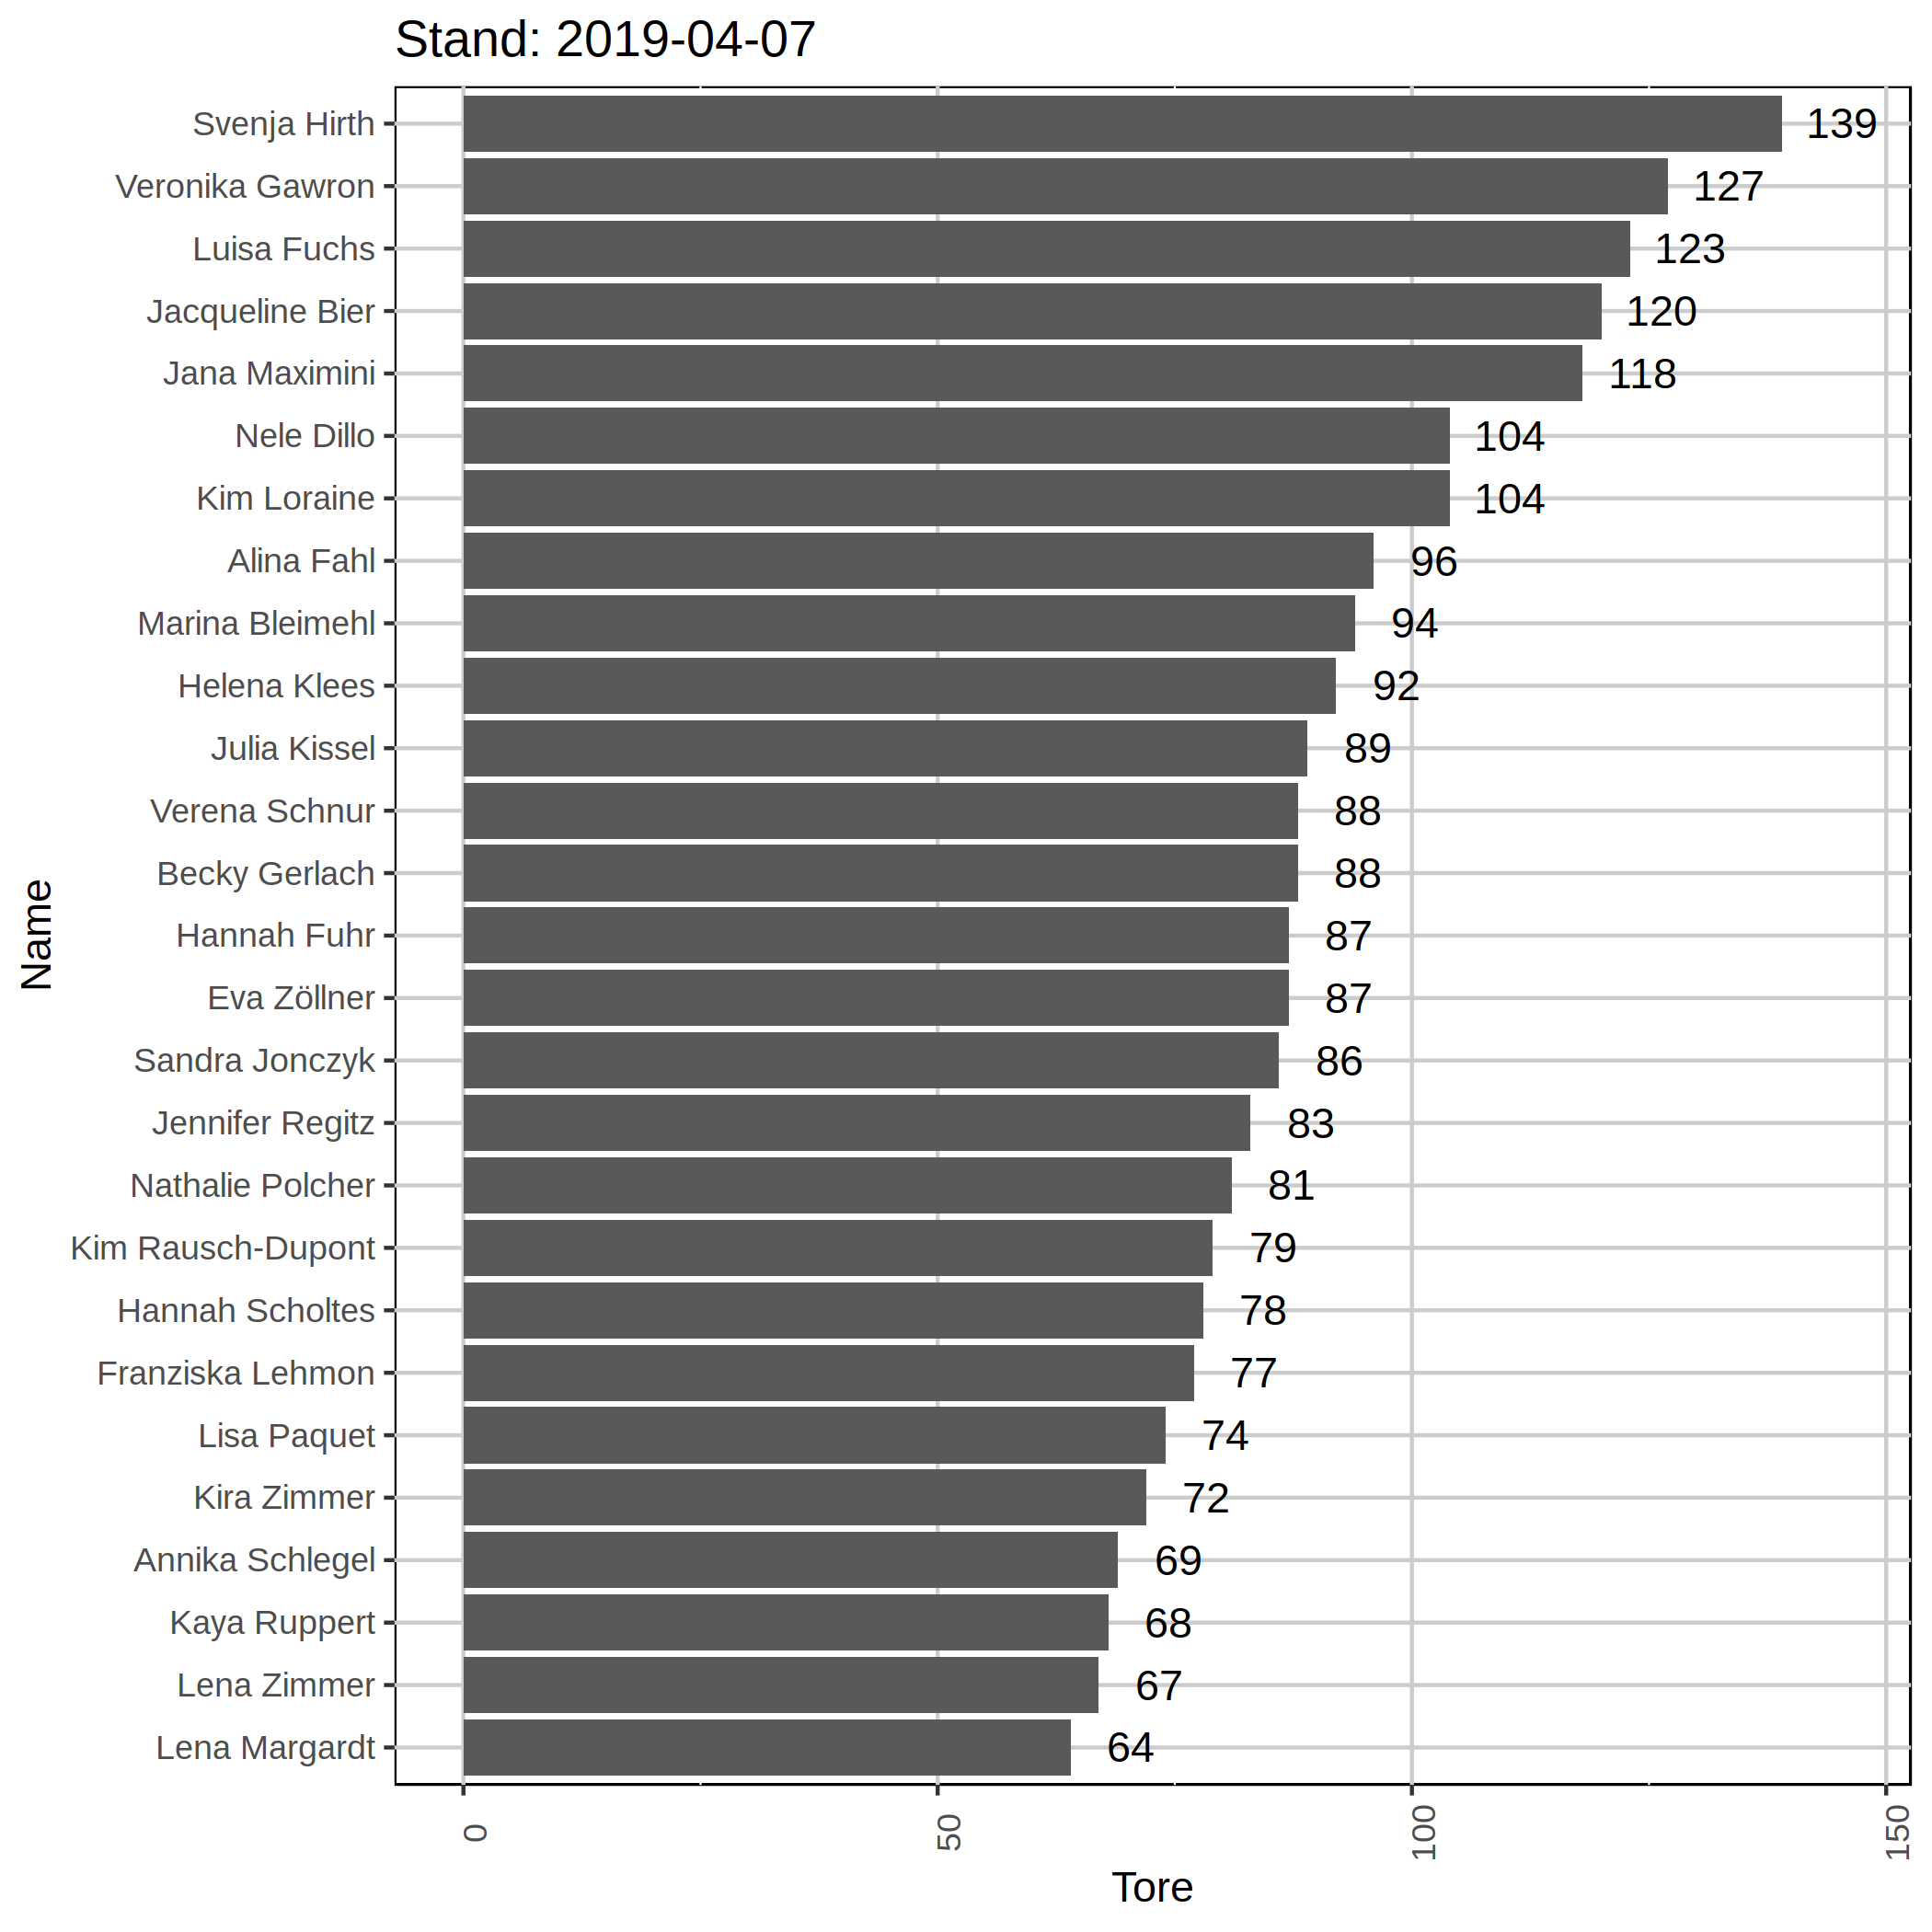 Stand: 2019-04-07
Svenja Hirth 139
Veronika Gawron 127
Luisa Fuchs 123
Jacqueline Bier 120
Jana Maximini 118
Nele Dillo 104
Kim Loraine 104
Alina Fahl 96
Marina Bleimehl 94
Helena Klees 92
Julia Kissel 89
Verena Schnur 88
Becky Gerlach 88
Hannah Fuhr 87
Eva Zöllner 87
Sandra Jonczyk 86
Jennifer Regitz 83
Nathalie Polcher 81
Kim Rausch-Dupont 79
Hannah Scholtes 78
Franziska Lehmon 77
Lisa Paquet 74
Kira Zimmer 72
Annika Schlegel 69
Kaya Ruppert 68
Lena Zimmer 67
Lena Margardt 64
Name
0 50 100 150
Tore